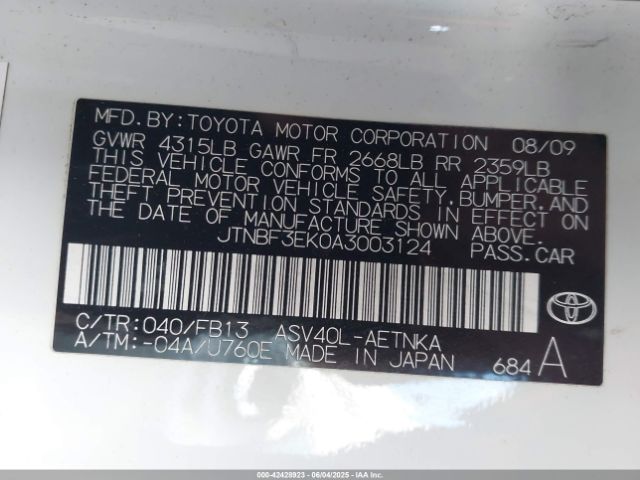 MFD.BY:TOYOTA MOTOR CORPORATION 08/09
GVWR 4315LB GAWR FR 2668LB RR 2359LB
THIS VEHICLE CONFORMS TO ALL APPLICABLE
FEDERAL MOTOR VEHICLE SAFETY,BUMPER,AND
THEFT PREVENTION STANDARDS IN EFFECT ON
THE DATE OF MANUFACTURE SHOWN ABOVE.
JTNBF3EK0A3003124 PASS.CAR
C/TR:040/FB13 ASV40L-AETNKA
A/TM:-04A/U760E MADE IN JAPAN 684 A
000-42428923 | 06/04/2025 - copart.com